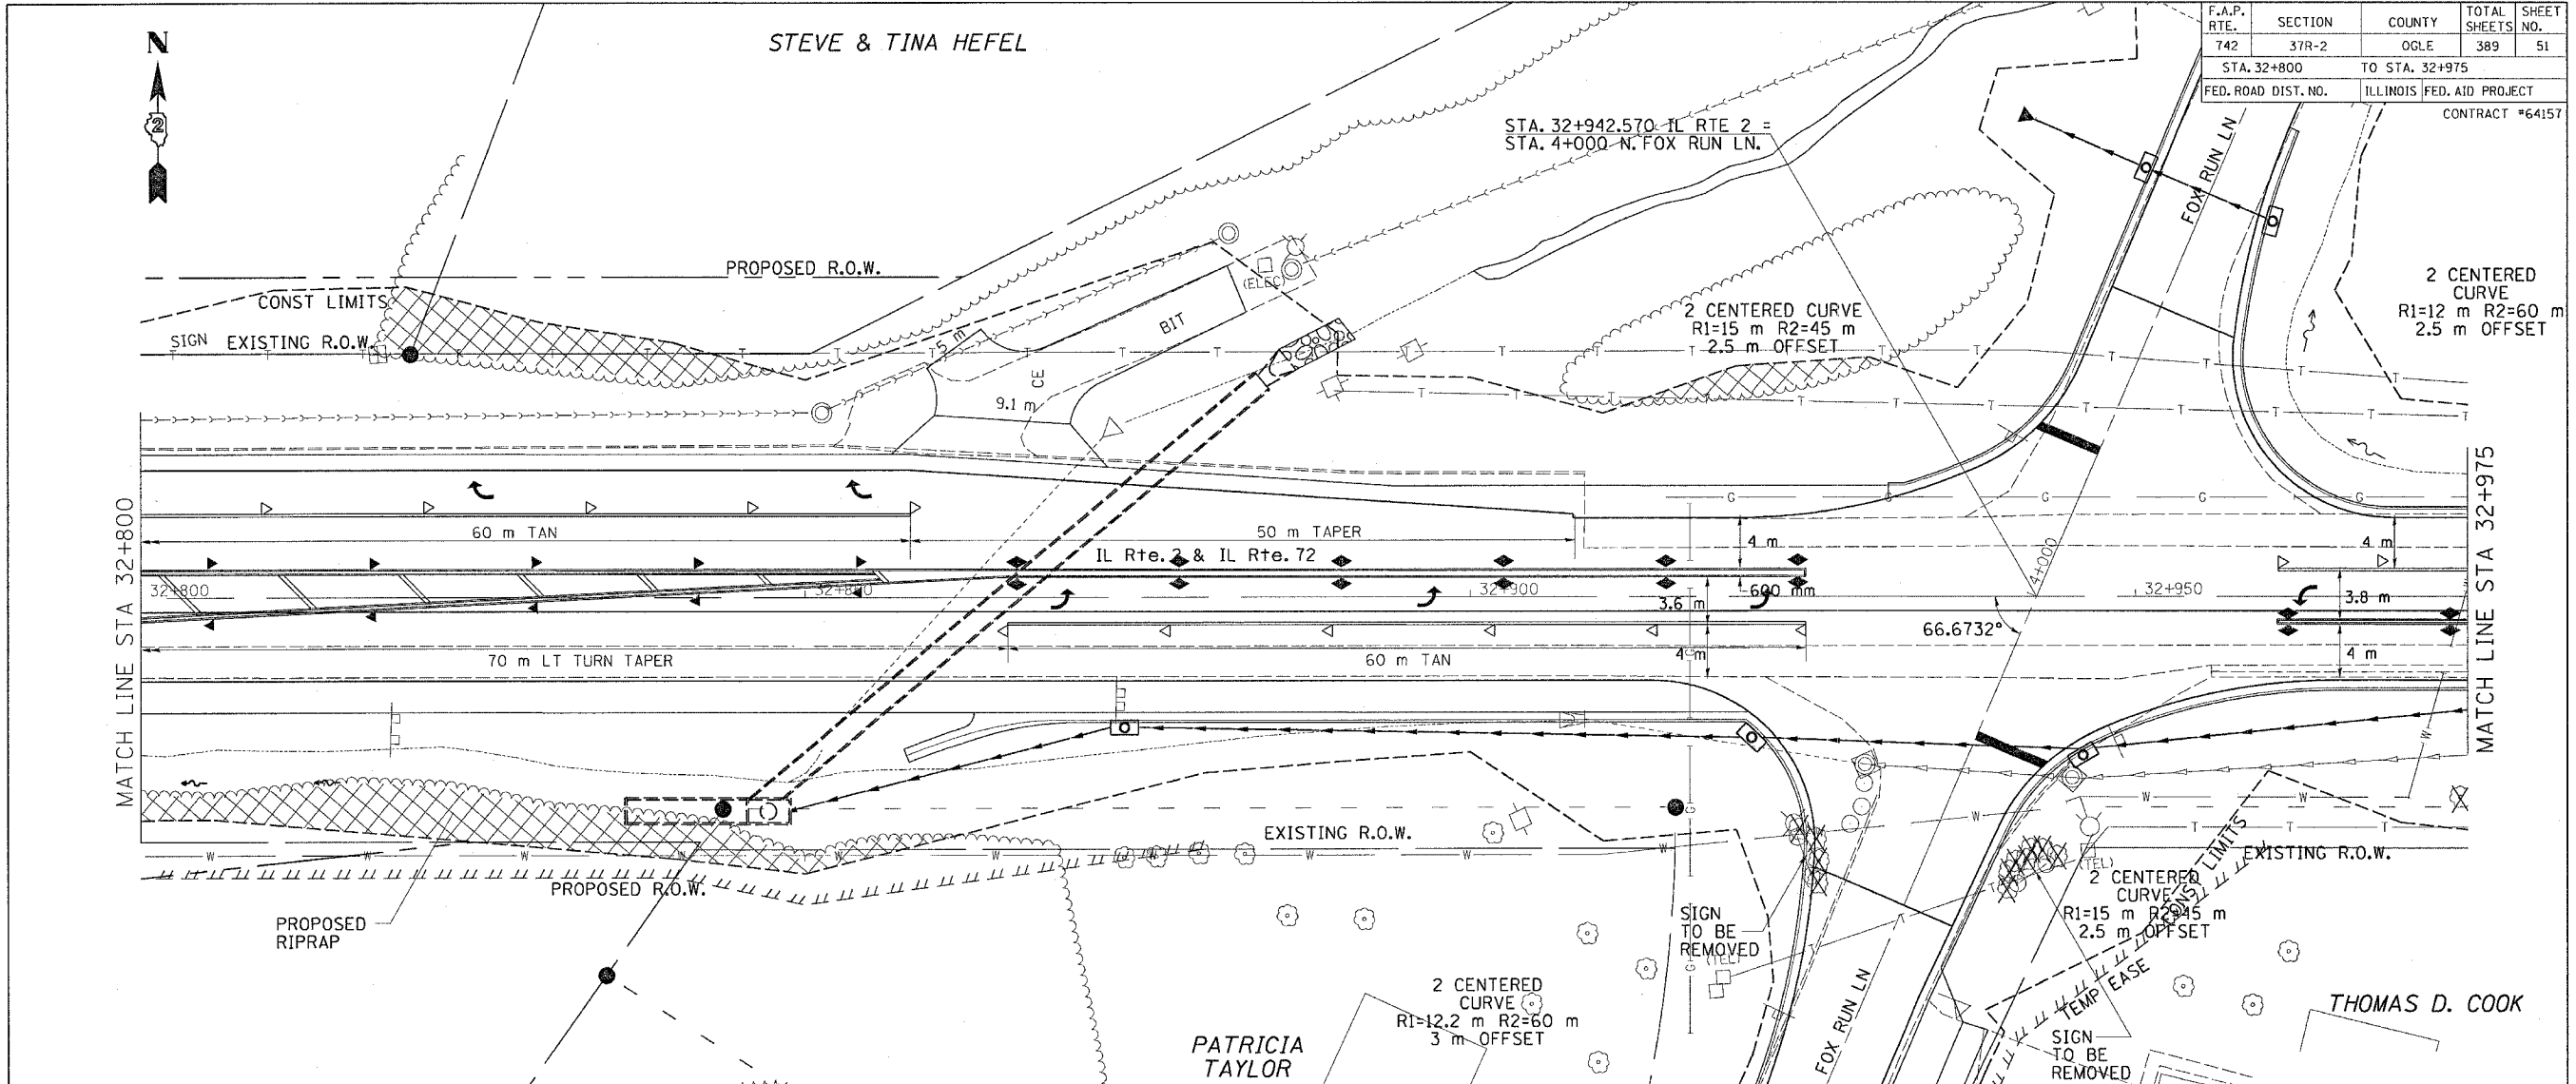 F.A.P. RTE. SECTION COUNTY TOTAL SHEETS SHEET NO.
742 37R-2 OGLE 389 51
STA. 32+800 TO STA. 32+975
FED. ROAD DIST. NO. ILLINOIS FED. AID PROJECT
CONTRACT #64157
N
2
STEVE & TINA HEFEL
STA. 32+942.570 IL RTE 2 =
STA. 4+000 N. FOX RUN LN.
FOX RUN LN
PROPOSED R.O.W.
CONST LIMITS
SIGN
EXISTING R.O.W.
(ELEC)
BIT
5 m
CE
9.1 m
2 CENTERED
CURVE
R1=15 m R2=45 m
2.5 m OFFSET
2 CENTERED
CURVE
R1=12 m R2=60 m
2.5 m OFFSET
MATCH LINE STA 32+800
60 m TAN
50 m TAPER
IL Rte. 2 & IL Rte. 72
4 m
4 m
32+800
32+900
600 mm
4+000
32+950
3.6 m
3.8 m
66.6732°
70 m LT TURN TAPER
60 m TAN
4 m
4 m
MATCH LINE STA 32+975
EXISTING R.O.W.
EXISTING R.O.W.
PROPOSED R.O.W.
PROPOSED
RIPRAP
SIGN
TO BE
REMOVED
(TEL)
(TEL)
2 CENTERED
CURVE
R1=15 m R2=45 m
2.5 m OFFSET
CONST LIMITS
TEMP EASE
2 CENTERED
CURVE
R1=12.2 m R2=60 m
3 m OFFSET
PATRICIA
TAYLOR
FOX RUN LN
SIGN
TO BE
REMOVED
THOMAS D. COOK